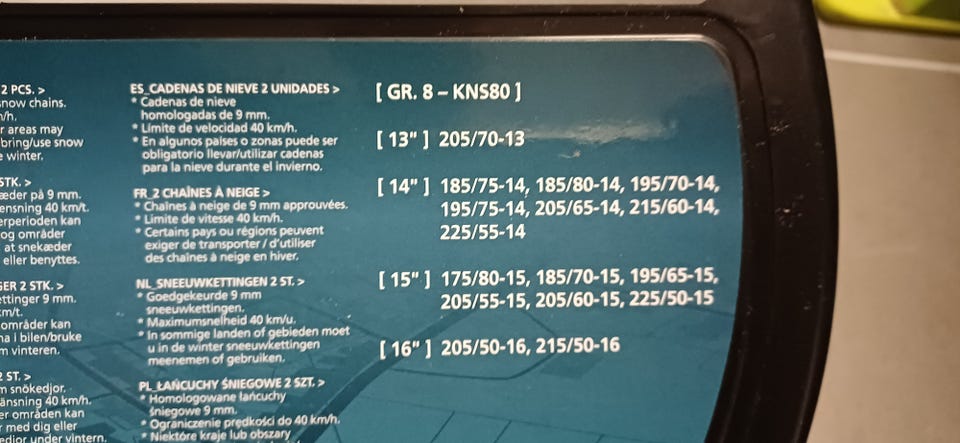 2 PCS. >
now chains.
/h.
r areas may
bring/use snow
e winter.
STK. >
æder på 9 mm.
ensning 40 km/t.
erperioden kan
og områder
at snekæder
eller benyttes.
GER 2 STK. >
ettinger 9 mm.
km/t.
områder kan
na i bilen/bruke
m vinteren.
2 ST. >
m snökedjor.
änsning 40 km/h.
er områden kan
r med dig eller
edjor under vintern.
ES_CADENAS DE NIEVE 2 UNIDADES >
* Cadenas de nieve
homologadas de 9 mm.
* Límite de velocidad 40 km/h.
* En algunos países o zonas puede ser
obligatorio llevar/utilizar cadenas
para la nieve durante el invierno.
FR_2 CHAÎNES À NEIGE >
* Chaînes à neige de 9 mm approuvées.
* Limite de vitesse 40 km/h.
* Certains pays ou régions peuvent
exiger de transporter / d'utiliser
des chaînes à neige en hiver.
NL_SNEEUWKETTINGEN 2 ST. >
* Goedgekeurde 9 mm
sneeuwkettingen.
* Maximumsnelheid 40 km/u.
* In sommige landen of gebieden moet
u in de winter sneeuwkettingen
meenemen of gebruiken.
PL_ŁAŃCUCHY ŚNIEGOWE 2 SZT. >
* Homologowane łańcuchy
śniegowe 9 mm.
* Ograniczenie prędkości do 40 km/h.
* Niektóre kraje lub obszary
[ GR. 8 – KNS80 ]
[ 13" ] 205/70-13
[ 14" ] 185/75-14, 185/80-14, 195/70-14,
195/75-14, 205/65-14, 215/60-14,
225/55-14
[ 15" ] 175/80-15, 185/70-15, 195/65-15,
205/55-15, 205/60-15, 225/50-15
[ 16" ] 205/50-16, 215/50-16